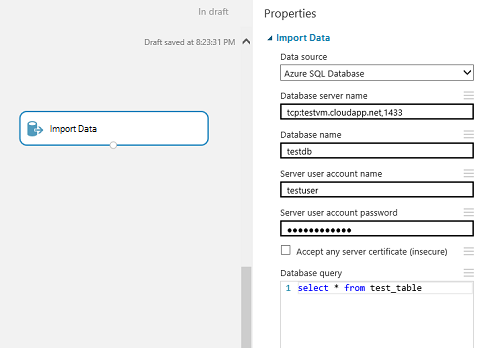 In draft
Draft saved at 8:23:31 PM
Import Data
Properties
Import Data
Data source
Azure SQL Database
Database server name
tcp:testvm.cloudapp.net,1433
Database name
testdb
Server user account name
testuser
Server user account password
●●●●●●●●●●●●
Accept any server certificate (insecure)
Database query
1 select * from test_table